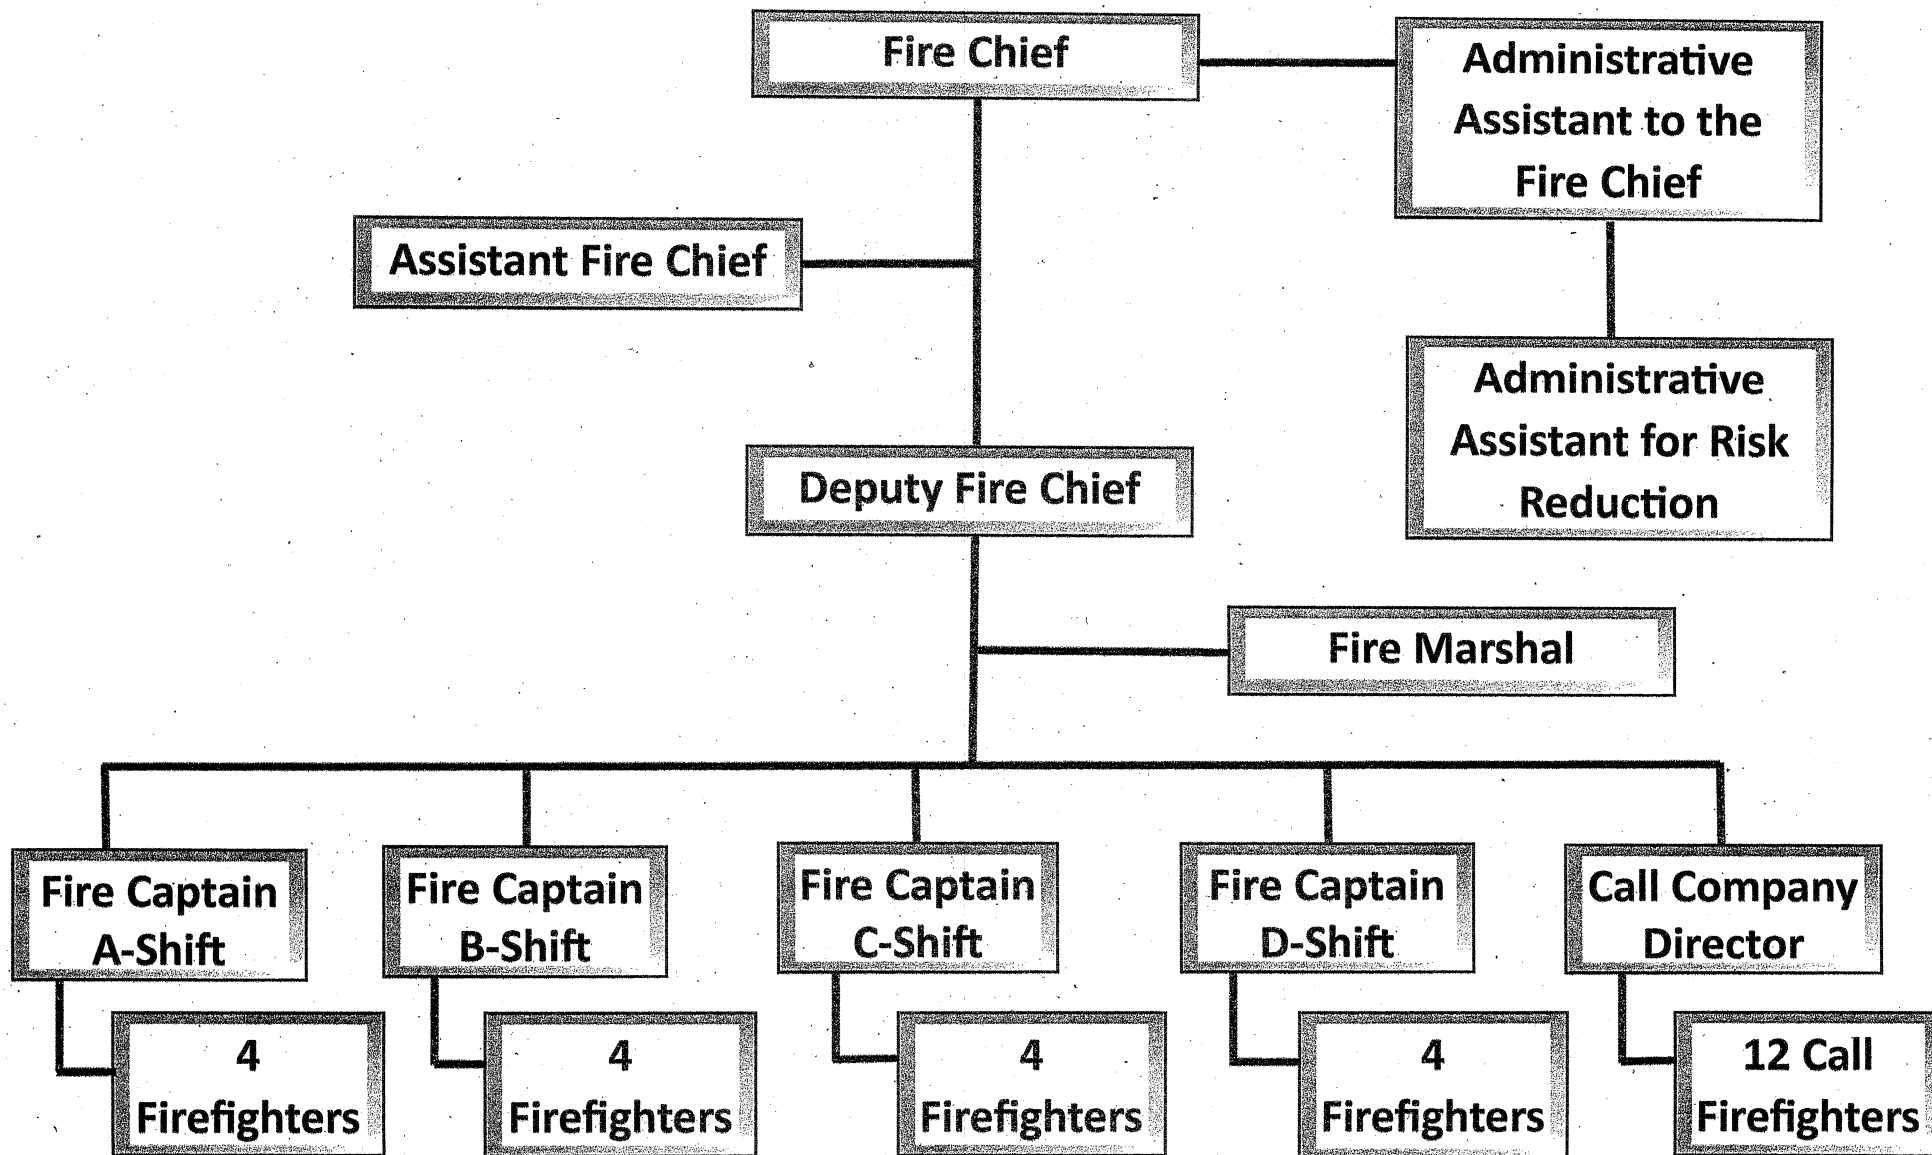 Fire Chief
Administrative
Assistant to the
Fire Chief
Assistant Fire Chief
Administrative
Assistant for Risk
Reduction
Deputy Fire Chief
Fire Marshal
Fire Captain
A-Shift
Fire Captain
B-Shift
Fire Captain
C-Shift
Fire Captain
D-Shift
Call Company
Director
4
Firefighters
4
Firefighters
4
Firefighters
4
Firefighters
12 Call
Firefighters